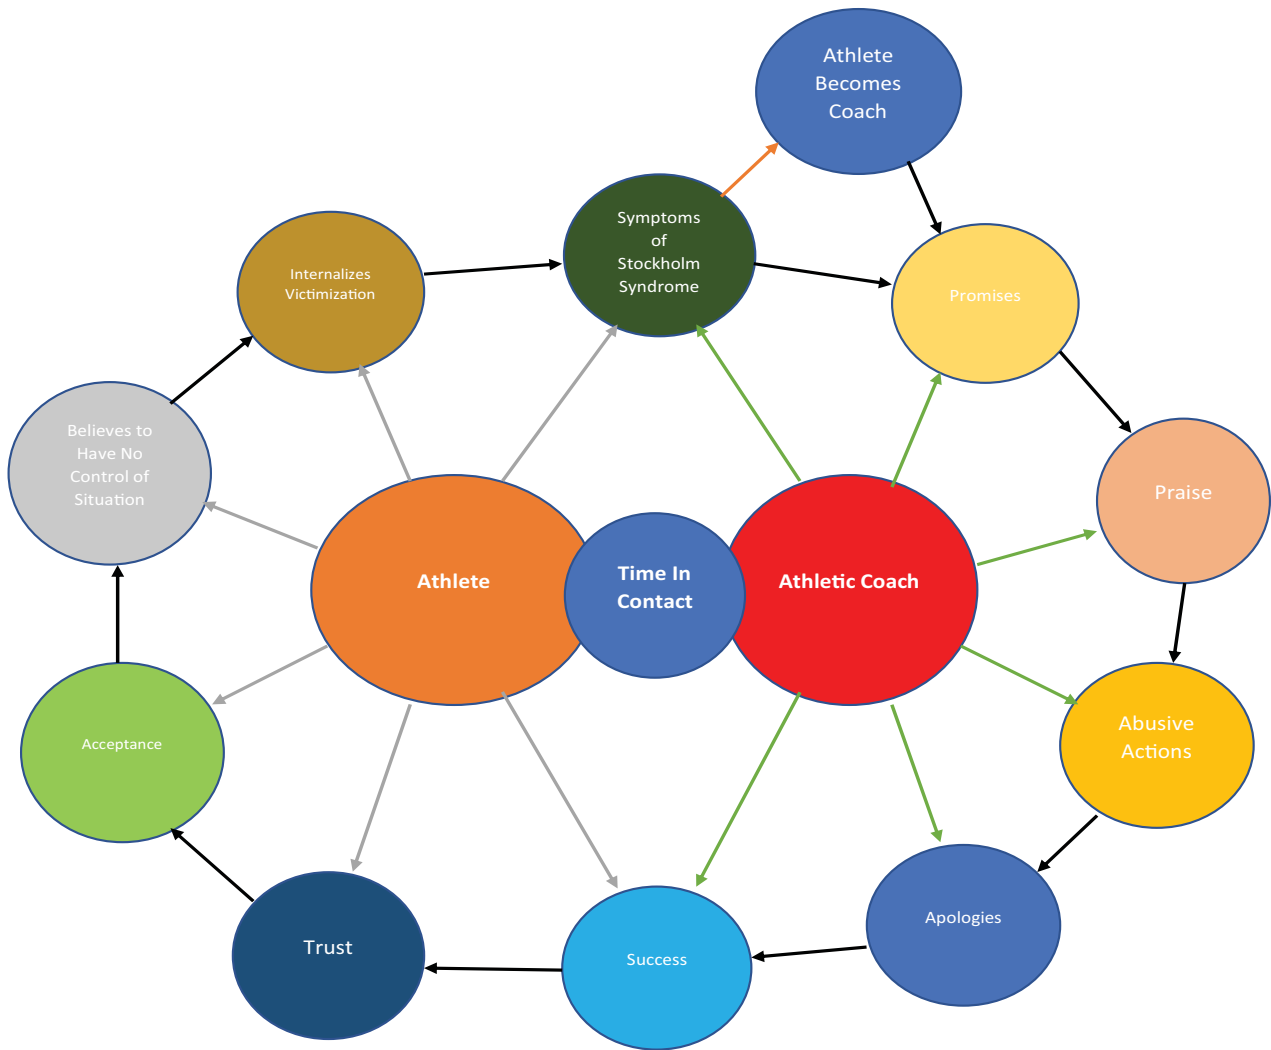 Athlete
Becomes
Coach
Symptoms
of
Stockholm
Syndrome
Internalizes
Victimization
Promises
Believes to
Have No
Control of
Situation
Praise
Athlete
Time In
Contact
Athletic Coach
Acceptance
Abusive
Actions
Trust
Success
Apologies